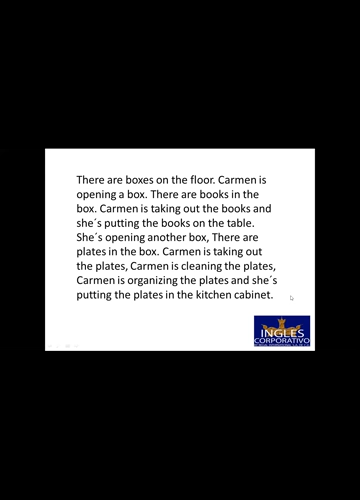 There are boxes on the floor. Carmen is
opening a box. There are books in the
box. Carmen is taking out the books and
she´s putting the books on the table.
She´s opening another box, There are
plates in the box. Carmen is taking out
the plates, Carmen is cleaning the plates,
Carmen is organizing the plates and she´s
putting the plates in the kitchen cabinet.
INGLES
CORPORATIVO